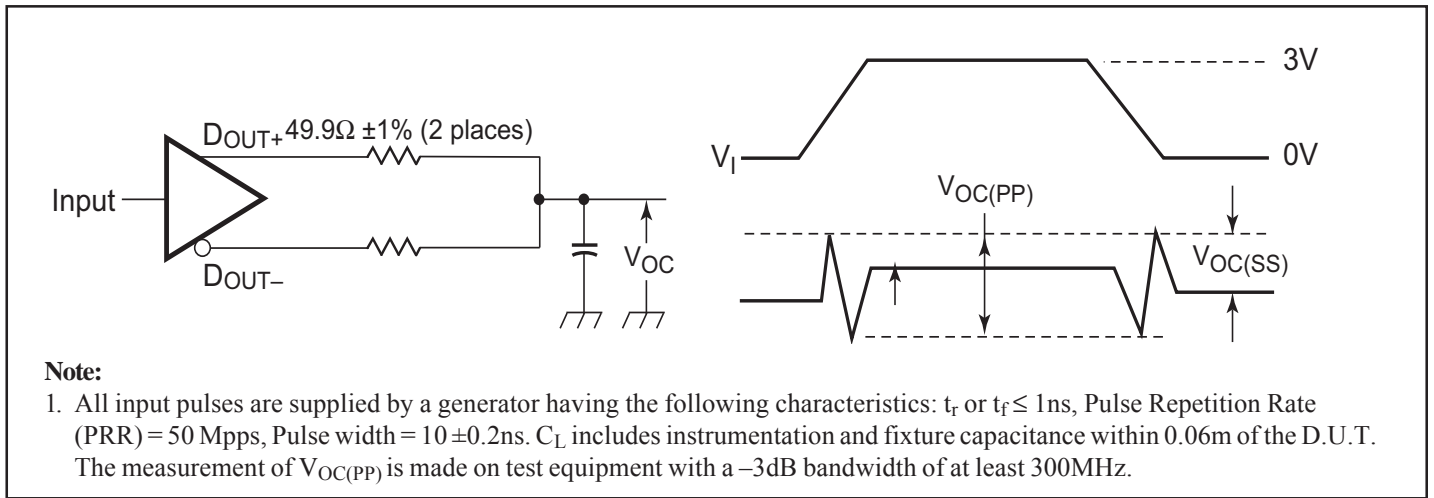 Input
DOUT+ 49.9Ω ±1% (2 places)
DOUT–
VOC
VI
3V
0V
VOC(PP)
VOC(SS)
Note:
1. All input pulses are supplied by a generator having the following characteristics: tr or tf ≤ 1ns, Pulse Repetition Rate
(PRR) = 50 Mpps, Pulse width = 10 ±0.2ns. CL includes instrumentation and fixture capacitance within 0.06m of the D.U.T.
The measurement of VOC(PP) is made on test equipment with a –3dB bandwidth of at least 300MHz.